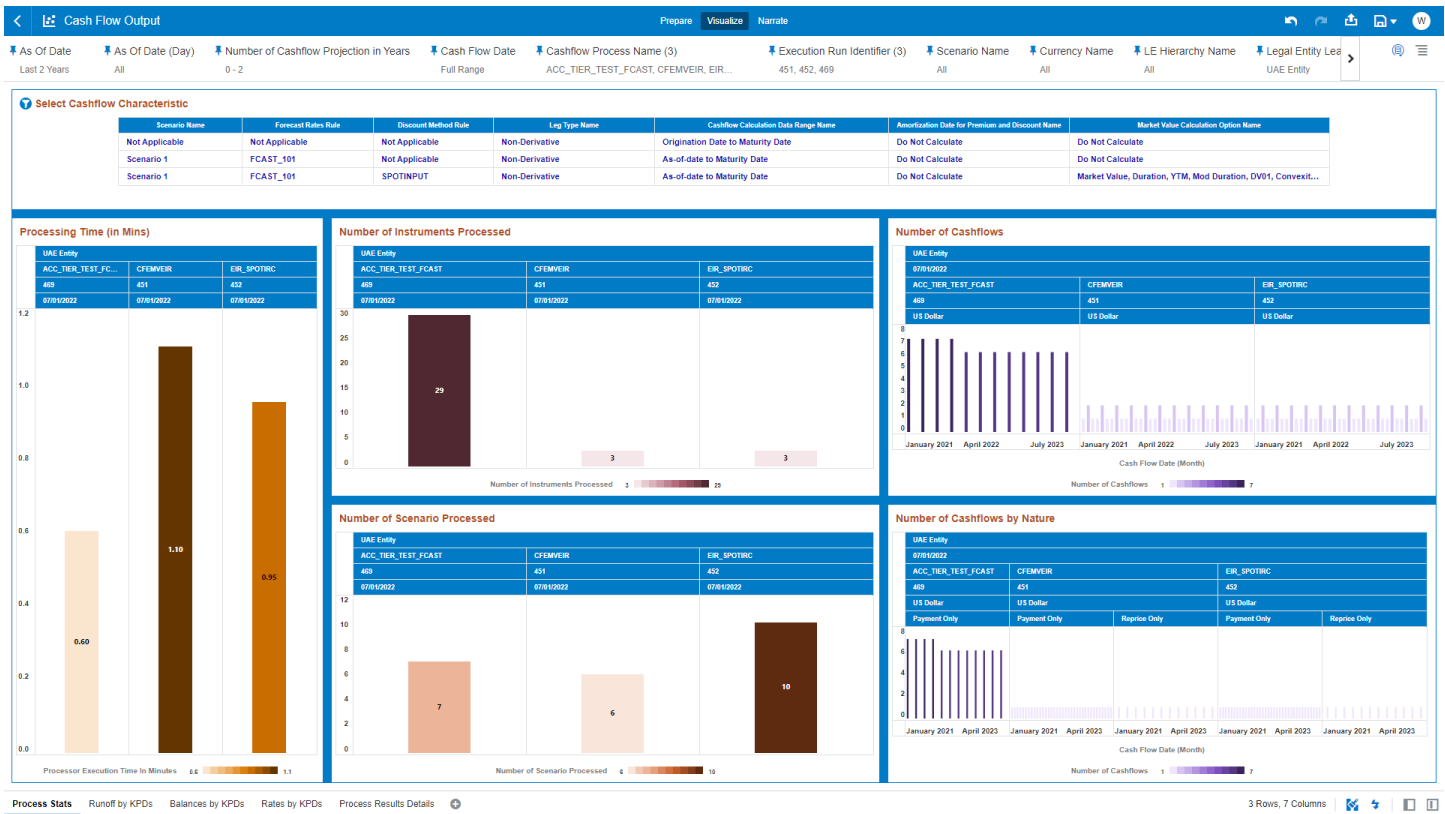 Cash Flow Output
Prepare Visualize Narrate
W
As Of Date As Of Date (Day) Number of Cashflow Projection in Years Cash Flow Date Cashflow Process Name (3) Execution Run Identifier (3) Scenario Name Currency Name LE Hierarchy Name Legal Entity Lea
Last 2 Years All 0 - 2 Full Range ACC_TIER_TEST_FCAST, CFEMVEIR, EIR... 451, 452, 469 All All All UAE Entity
Select Cashflow Characteristic
Scenario Name Forecast Rates Rule Discount Method Rule Leg Type Name Cashflow Calculation Data Range Name Amortization Date for Premium and Discount Name Market Value Calculation Option Name
Not Applicable Not Applicable Not Applicable Non-Derivative Origination Date to Maturity Date Do Not Calculate Do Not Calculate
Scenario 1 FCAST_101 Not Applicable Non-Derivative As-of-date to Maturity Date Do Not Calculate Do Not Calculate
Scenario 1 FCAST_101 SPOTINPUT Non-Derivative As-of-date to Maturity Date Do Not Calculate Market Value, Duration, YTM, Mod Duration, DV01, Convexit...
Processing Time (in Mins)
UAE Entity
ACC_TIER_TEST_FC... CFEMVEIR EIR_SPOTIRC
469 451 452
07/01/2022 07/01/2022 07/01/2022
1.2
1.0
0.8
0.6
0.4
0.2
0.0
0.60
1.10
0.95
Processor Execution Time In Minutes 0.6 1.1
Number of Instruments Processed
UAE Entity
ACC_TIER_TEST_FCAST CFEMVEIR EIR_SPOTIRC
469 451 452
07/01/2022 07/01/2022 07/01/2022
30
25
20
15
10
5
0
29
3
3
Number of Instruments Processed 3 29
Number of Scenario Processed
UAE Entity
ACC_TIER_TEST_FCAST CFEMVEIR EIR_SPOTIRC
469 451 452
07/01/2022 07/01/2022 07/01/2022
12
10
8
6
4
2
0
7
6
10
Number of Scenario Processed 6 10
Number of Cashflows
UAE Entity
07/01/2022
ACC_TIER_TEST_FCAST CFEMVEIR EIR_SPOTIRC
469 451 452
US Dollar US Dollar US Dollar
8
7
6
5
4
3
2
1
0
January 2021 April 2022 July 2023 January 2021 April 2022 July 2023 January 2021 April 2022 July 2023
Cash Flow Date (Month)
Number of Cashflows 1 7
Number of Cashflows by Nature
UAE Entity
07/01/2022
ACC_TIER_TEST_FCAST CFEMVEIR EIR_SPOTIRC
469 451 452
US Dollar US Dollar US Dollar
Payment Only Payment Only Reprice Only Payment Only Reprice Only
8
6
4
2
0
January 2021 April 2023 January 2021 April 2023 January 2021 April 2023 January 2021 April 2023 January 2021 April 2023
Cash Flow Date (Month)
Number of Cashflows 1 7
Process Stats Runoff by KPDs Balances by KPDs Rates by KPDs Process Results Details
3 Rows, 7 Columns